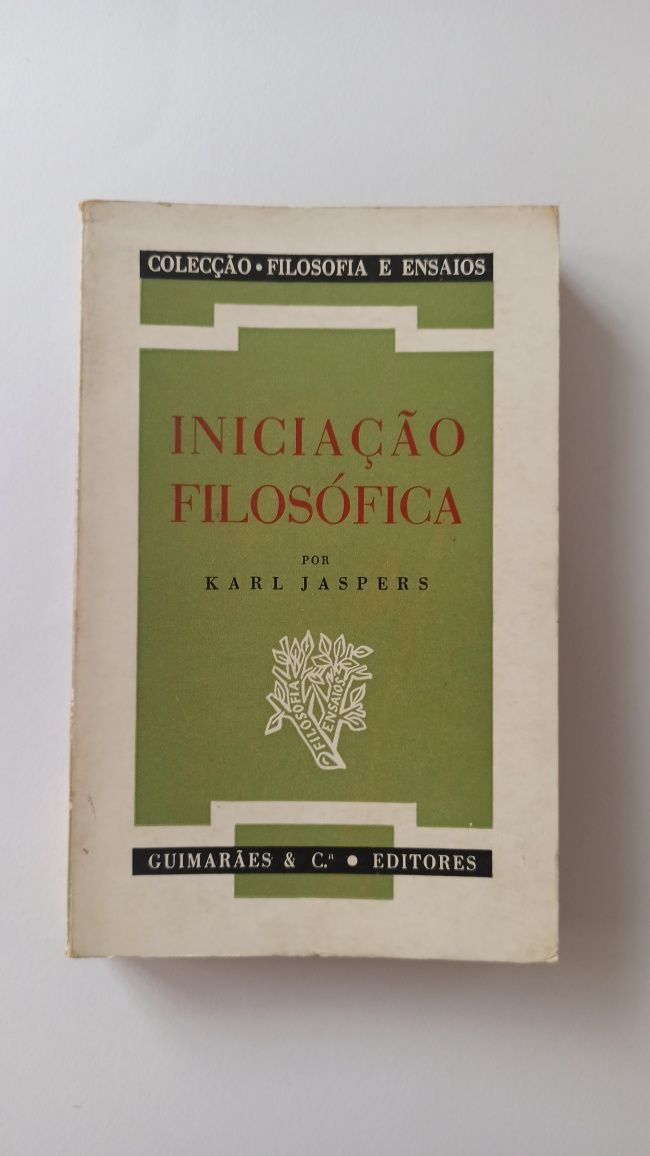 COLECÇÃO • FILOSOFIA E ENSAIOS
INICIAÇÃO
FILOSÓFICA
POR
KARL JASPERS
FILOSOFIA
ENSAIOS
GUIMARÃES & C.ª • EDITORES